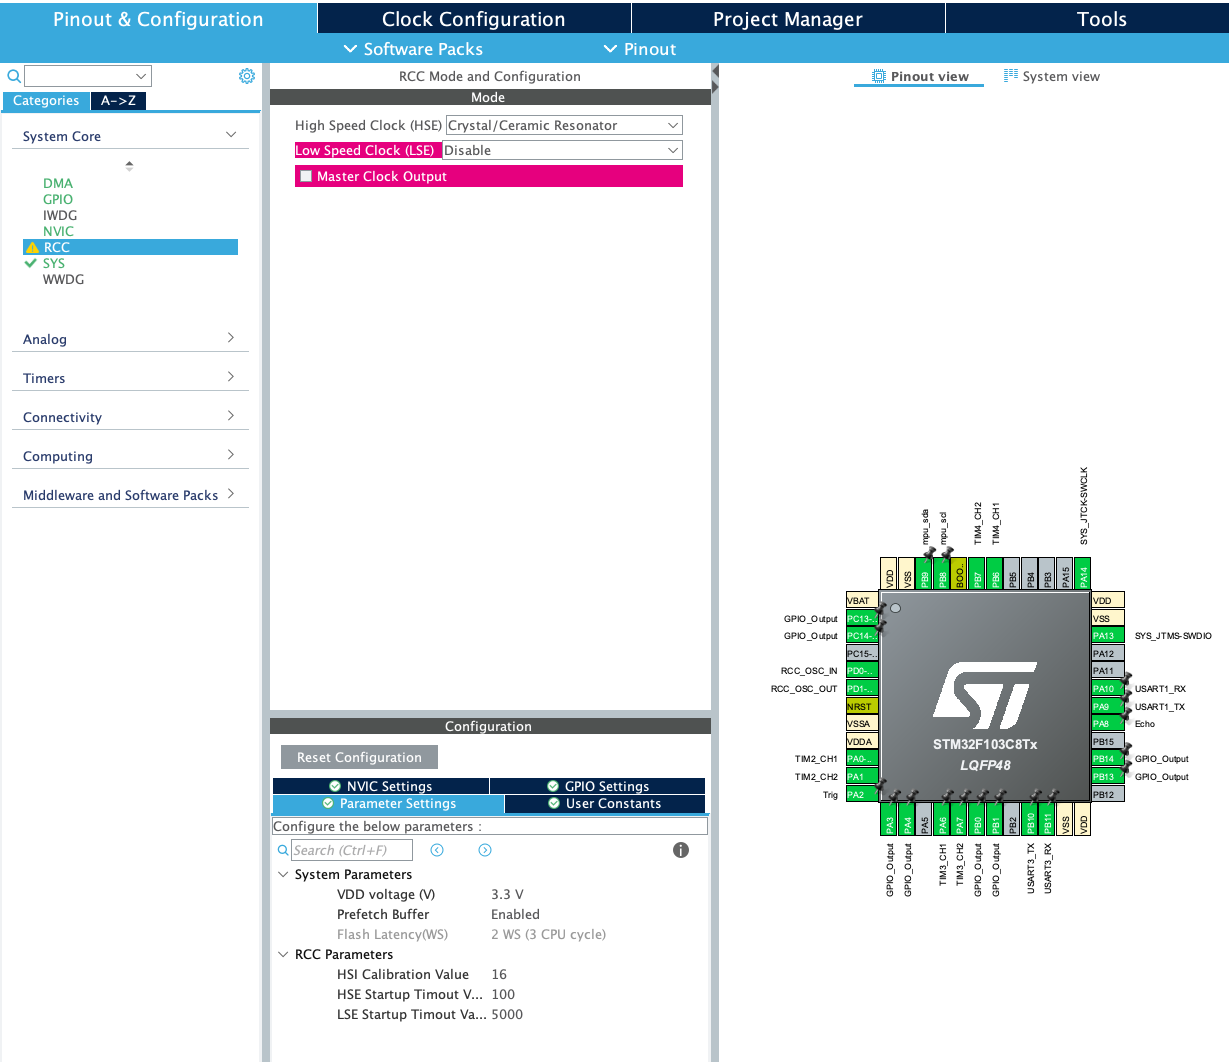 Pinout & Configuration
Clock Configuration
Project Manager
Tools
Software Packs
Pinout
Categories
A->Z
System Core
DMA
GPIO
IWDG
NVIC
RCC
SYS
WWDG
Analog
Timers
Connectivity
Computing
Middleware and Software Packs
RCC Mode and Configuration
Mode
High Speed Clock (HSE) Crystal/Ceramic Resonator
Low Speed Clock (LSE) Disable
Master Clock Output
Configuration
Reset Configuration
NVIC Settings
GPIO Settings
Parameter Settings
User Constants
Configure the below parameters :
Search (Ctrl+F)
System Parameters
VDD voltage (V) 3.3 V
Prefetch Buffer Enabled
Flash Latency(WS) 2 WS (3 CPU cycle)
RCC Parameters
HSI Calibration Value 16
HSE Startup Timout V... 100
LSE Startup Timout Va... 5000
Pinout view
System view
mpu_sda
mpu_scl
TIM4_CH2
TIM4_CH1
SYS_JTCK-SWCLK
VDD
VSS
PB9
PB8
BOO..
PB7
PB6
PB5
PB4
PB3
PA15
PA14
VBAT
GPIO_Output PC13-..
GPIO_Output PC14-..
PC15-..
RCC_OSC_IN PD0-..
RCC_OSC_OUT PD1-..
NRST
VSSA
VDDA
TIM2_CH1 PA0-..
TIM2_CH2 PA1
Trig PA2
ST
STM32F103C8Tx
LQFP48
VDD
VSS
PA13 SYS_JTMS-SWDIO
PA12
PA11
PA10 USART1_RX
PA9 USART1_TX
PA8 Echo
PB15
PB14 GPIO_Output
PB13 GPIO_Output
PB12
PA3
PA4
PA5
PA6
PA7
PB0
PB1
PB2
PB10
PB11
VSS
VDD
GPIO_Output
GPIO_Output
TIM3_CH1
TIM3_CH2
GPIO_Output
GPIO_Output
USART3_TX
USART3_RX